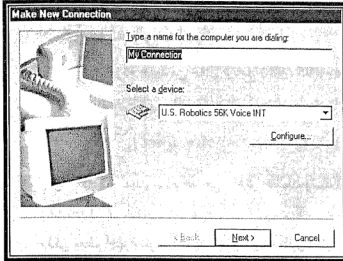 Make New Connection
Type a name for the computer you are dialing:
My Connection
Select a device:
U.S. Robotics 56K Voice INT
Configure...
< Back
Next >
Cancel